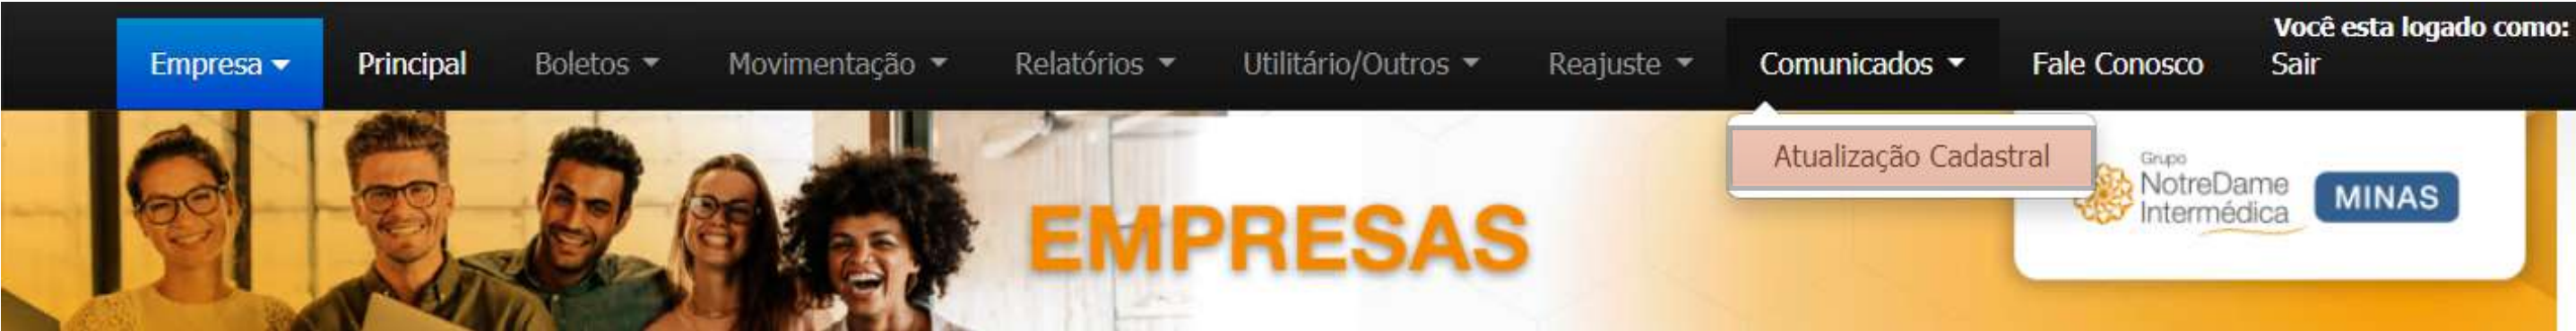 Você esta logado como:
Empresa Principal Boletos Movimentação Relatórios Utilitário/Outros Reajuste Comunicados Fale Conosco Sair
Atualização Cadastral
EMPRESAS
Grupo
NotreDame
Intermédica
MINAS